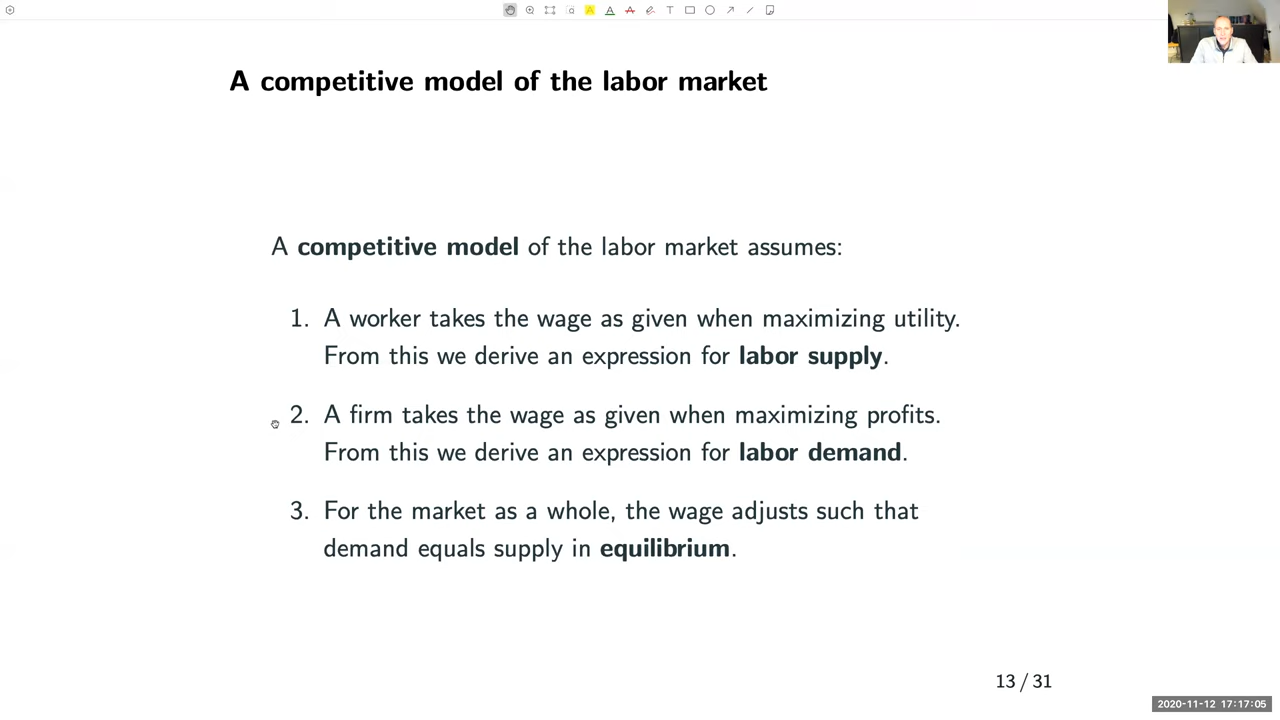 A competitive model of the labor market
A competitive model of the labor market assumes:
1. A worker takes the wage as given when maximizing utility.
From this we derive an expression for labor supply.
2. A firm takes the wage as given when maximizing profits.
From this we derive an expression for labor demand.
3. For the market as a whole, the wage adjusts such that
demand equals supply in equilibrium.
13 / 31
2020-11-12 17:17:05